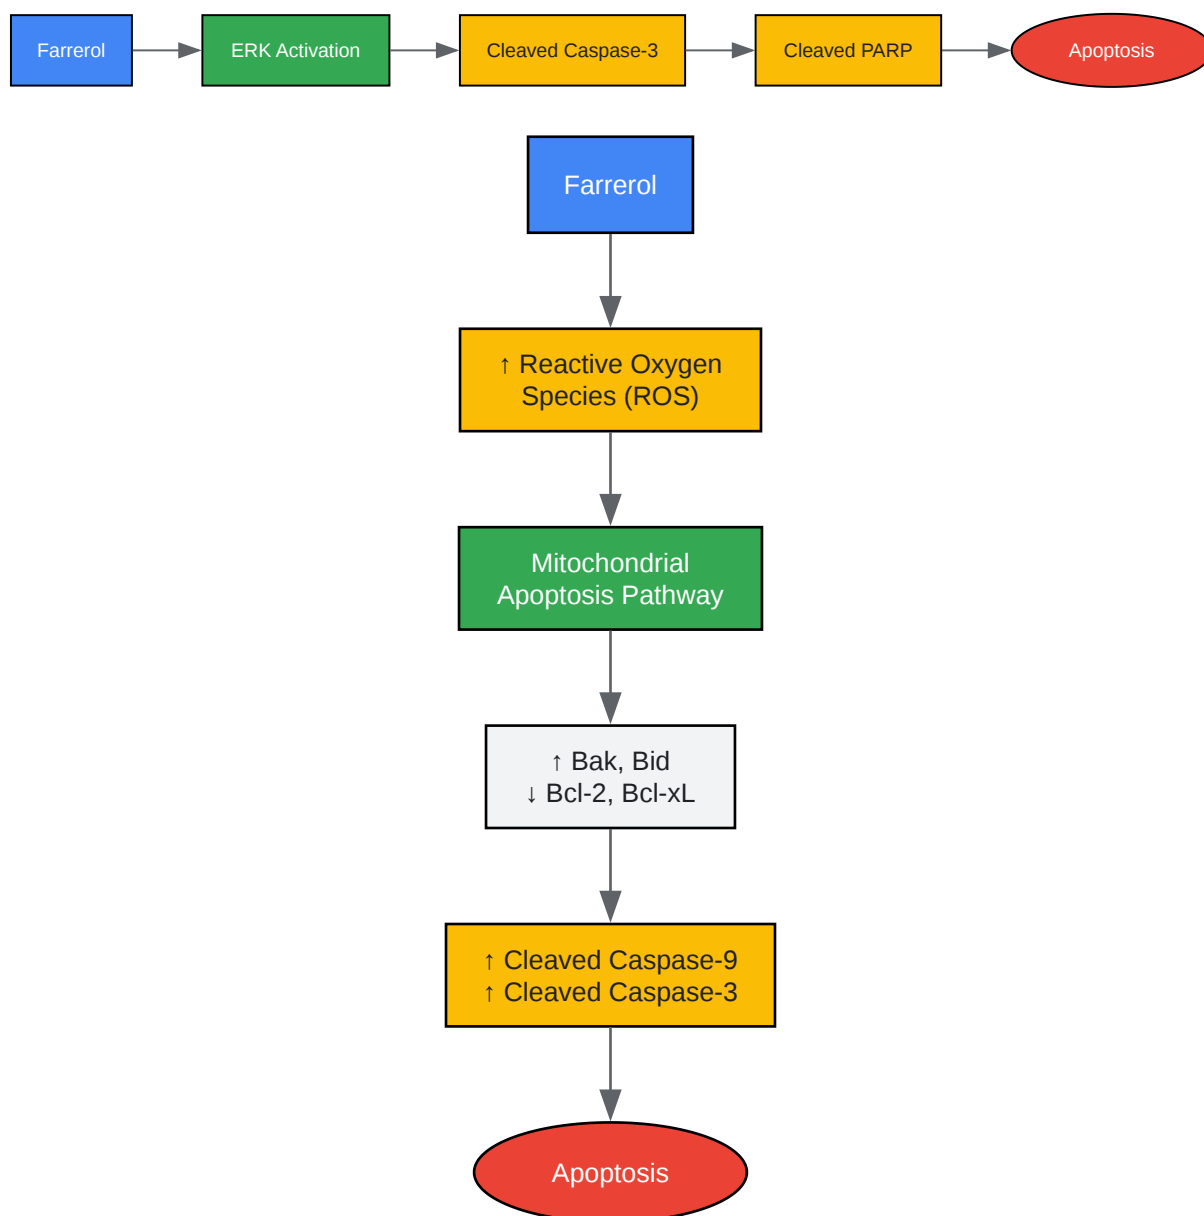 Farrerol
ERK Activation
Cleaved Caspase-3
Cleaved PARP
Apoptosis
Farrerol
↑ Reactive Oxygen
Species (ROS)
Mitochondrial
Apoptosis Pathway
↑ Bak, Bid
↓ Bcl-2, Bcl-xL
↑ Cleaved Caspase-9
↑ Cleaved Caspase-3
Apoptosis